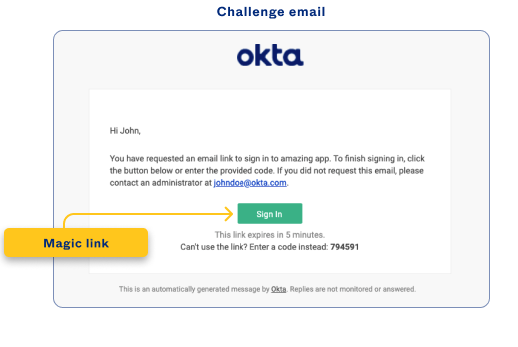 Challenge email
okta
Hi John,
You have requested an email link to sign in to amazing app. To finish signing in, click
the button below or enter the provided code. If you did not request this email, please
contact an administrator at johndoe@okta.com.
Sign In
Magic link
This link expires in 5 minutes.
Can't use the link? Enter a code instead: 794591
This is an automatically generated message by Okta. Replies are not monitored or answered.